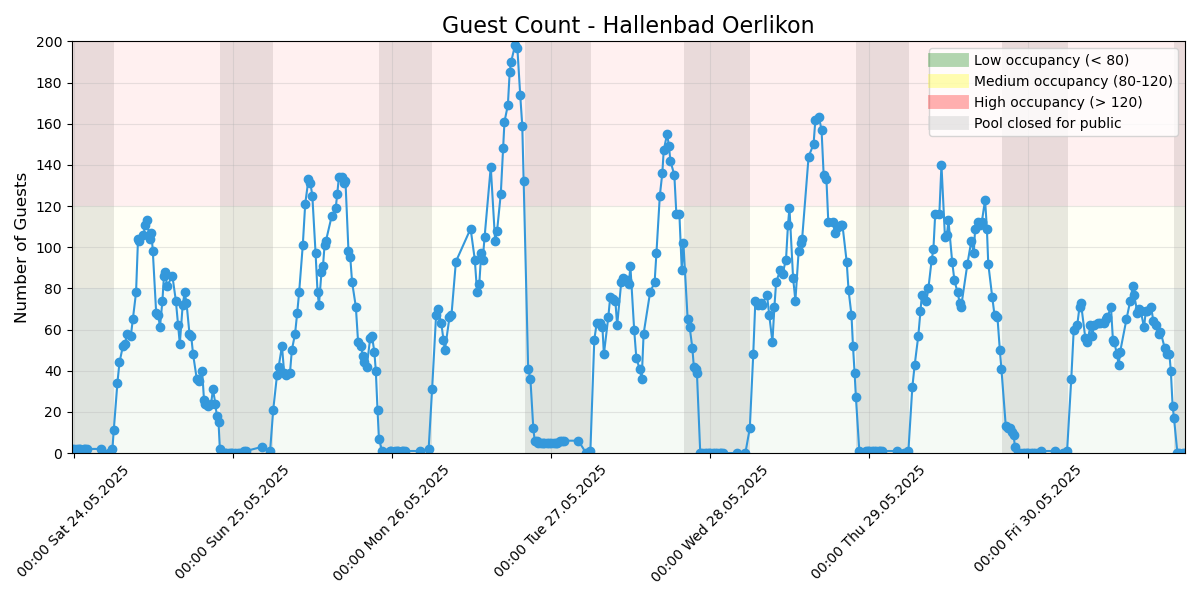 Guest Count - Hallenbad Oerlikon
Number of Guests
200
180
160
140
120
100
80
60
40
20
0
Low occupancy (< 80)
Medium occupancy (80-120)
High occupancy (> 120)
Pool closed for public
00:00 Sat 24.05.2025
00:00 Sun 25.05.2025
00:00 Mon 26.05.2025
00:00 Tue 27.05.2025
00:00 Wed 28.05.2025
00:00 Thu 29.05.2025
00:00 Fri 30.05.2025